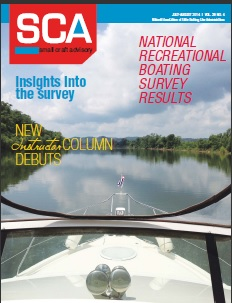 SCA
small craft advisory
NATIONAL
RECREATIONAL
BOATING
SURVEY
RESULTS
Insights Into
the Survey
NEW
Instructor COLUMN
DEBUTS